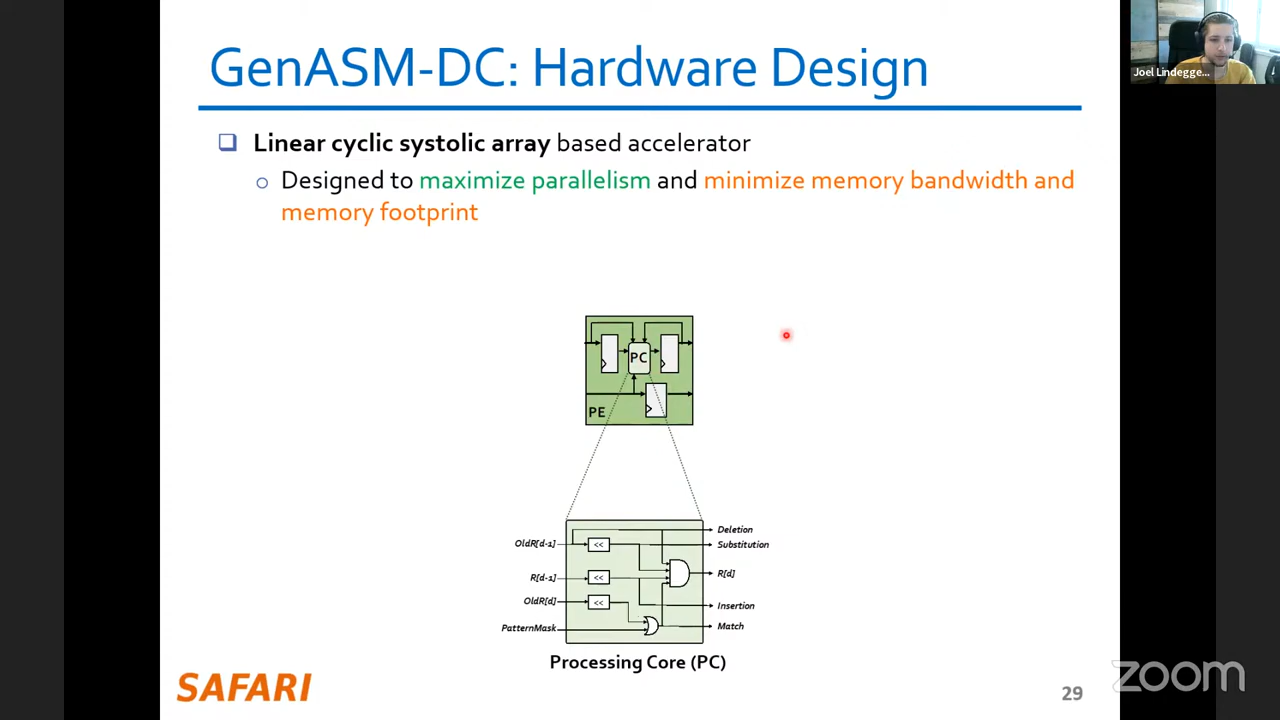 GenASM-DC: Hardware Design
Joel Lindegge...
❑ Linear cyclic systolic array based accelerator
o Designed to maximize parallelism and minimize memory bandwidth and
memory footprint
PC
PE
OldR[d-1]
<<
Deletion
Substitution
R[d-1]
<<
R[d]
OldR[d]
<<
Insertion
PatternMask
Match
Processing Core (PC)
SAFARI
29
zoom